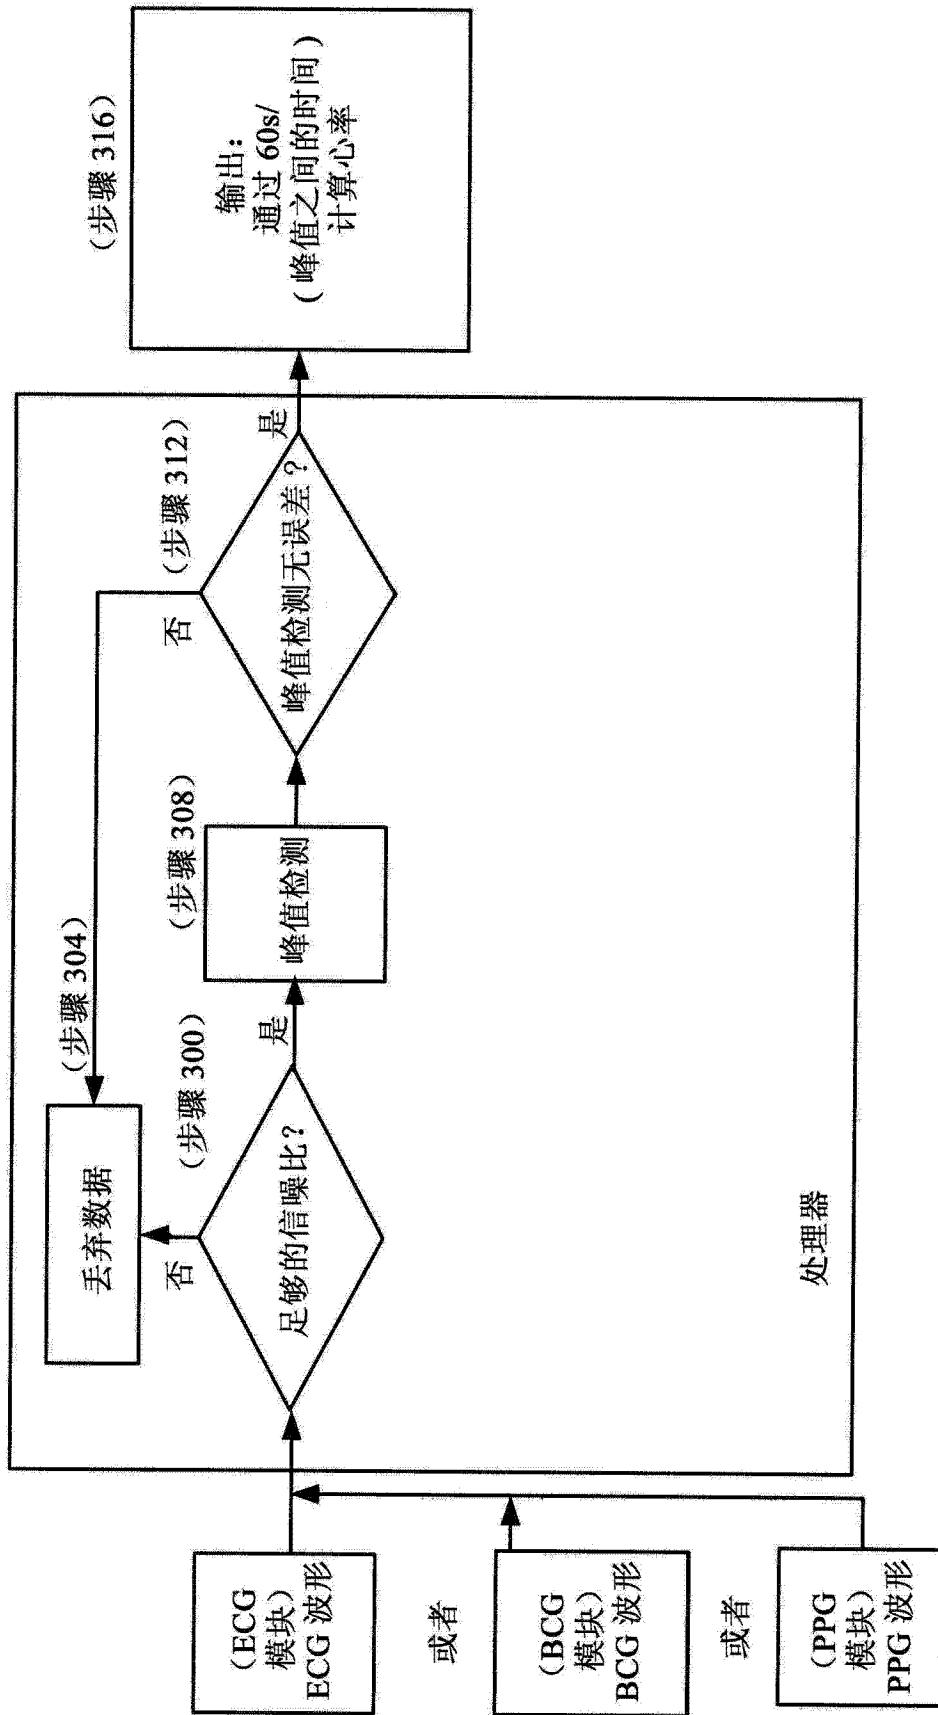 （ECG
模块）
ECG 波形
或者
（BCG
模块）
BCG 波形
或者
（PPG
模块）
PPG 波形
（步骤 300）
足够的信噪比？
否
是
（步骤 304）
丢弃数据
（步骤 308）
峰值检测
（步骤 312）
峰值检测无误差？
否
是
处理器
（步骤 316）
输出：
通过 60s/
（峰值之间的时间）
计算心率